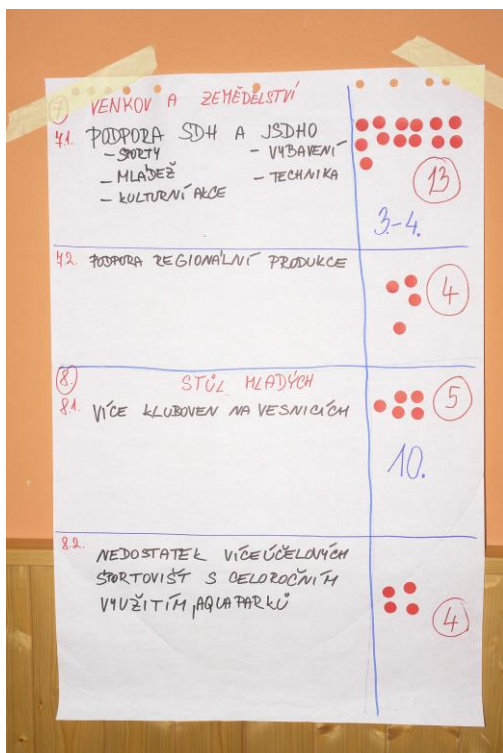 7. VENKOV A ZEMĚDĚLSTVÍ
7.1. PODPORA SDH A JSDHO
- SPORTY - VYBAVENÍ
- MLÁDEŽ - TECHNIKA
- KULTURNÍ AKCE
13
3.-4.
7.2. PODPORA REGIONÁLNÍ PRODUKCE
4
8. STŮL MLADÝCH
8.1. VÍCE KLUBOVEN NA VESNICÍCH
5
10.
8.2. NEDOSTATEK VÍCEÚČELOVÝCH
SPORTOVIŠŤ S CELOROČNÍM
VYUŽITÍM, AQUAPARKŮ
4